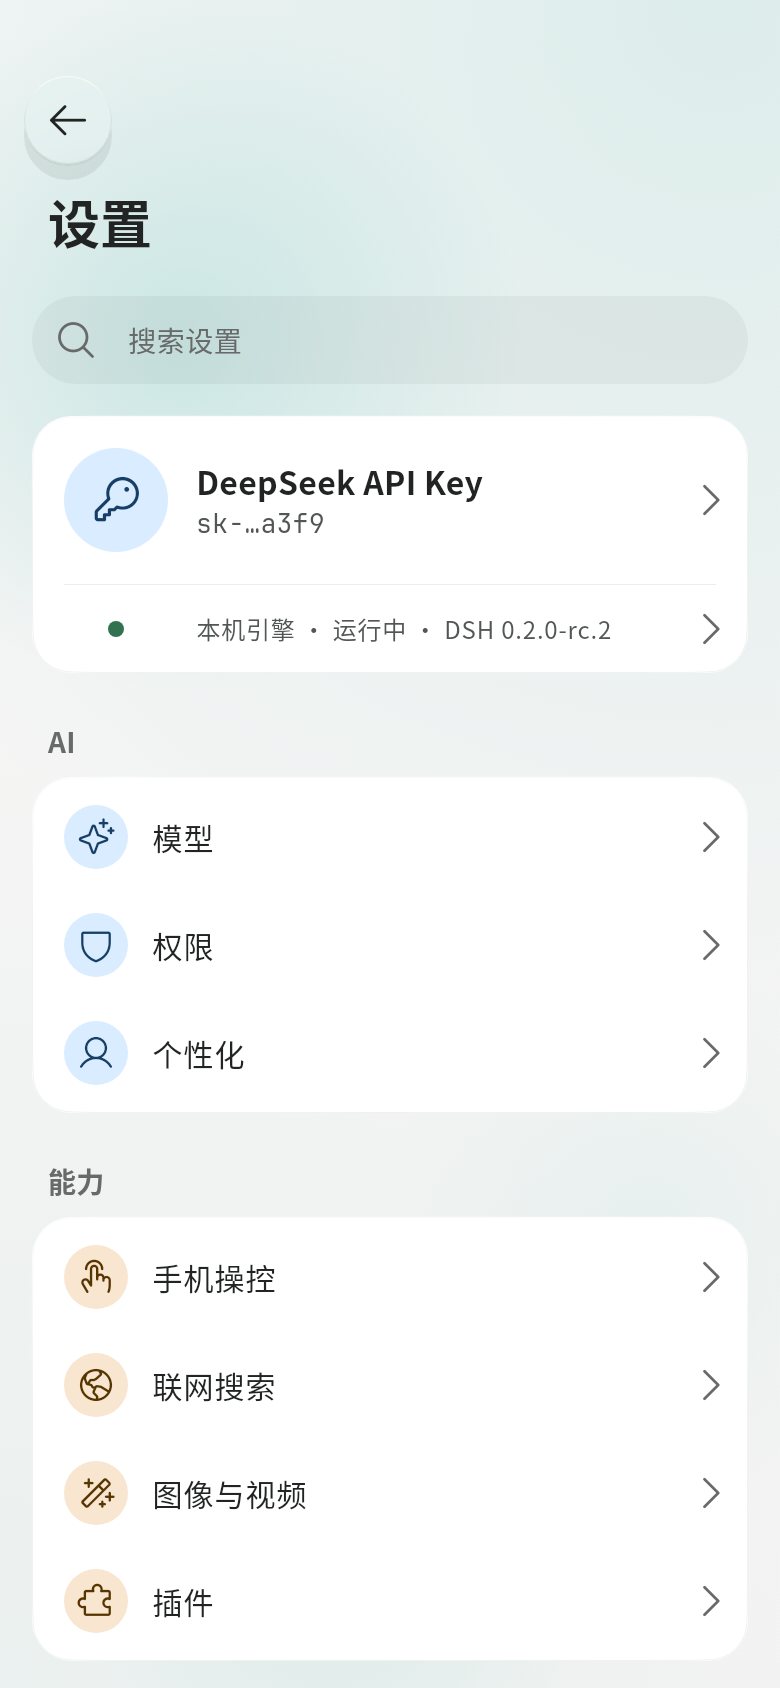 设置
搜索设置
DeepSeek API Key
sk-…a3f9
本机引擎 · 运行中 · DSH 0.2.0-rc.2
AI
模型
权限
个性化
能力
手机操控
联网搜索
图像与视频
插件